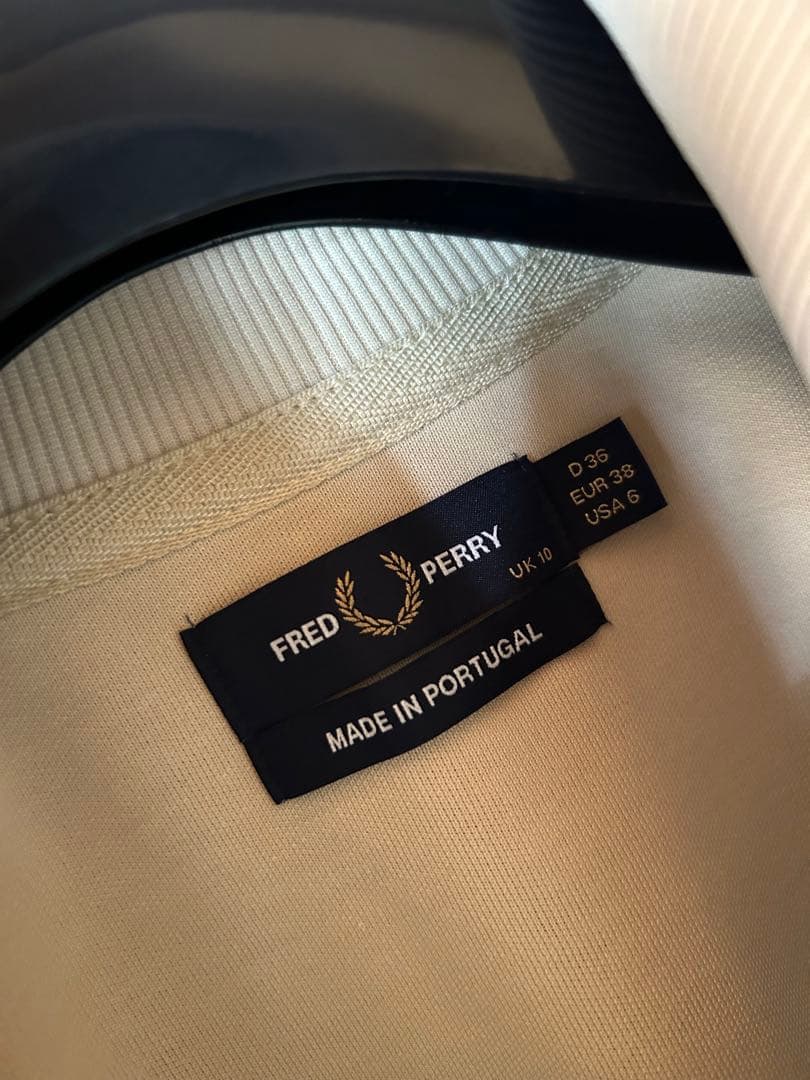 FRED PERRY
UK 10
D 36
EUR 38
USA 6
MADE IN PORTUGAL